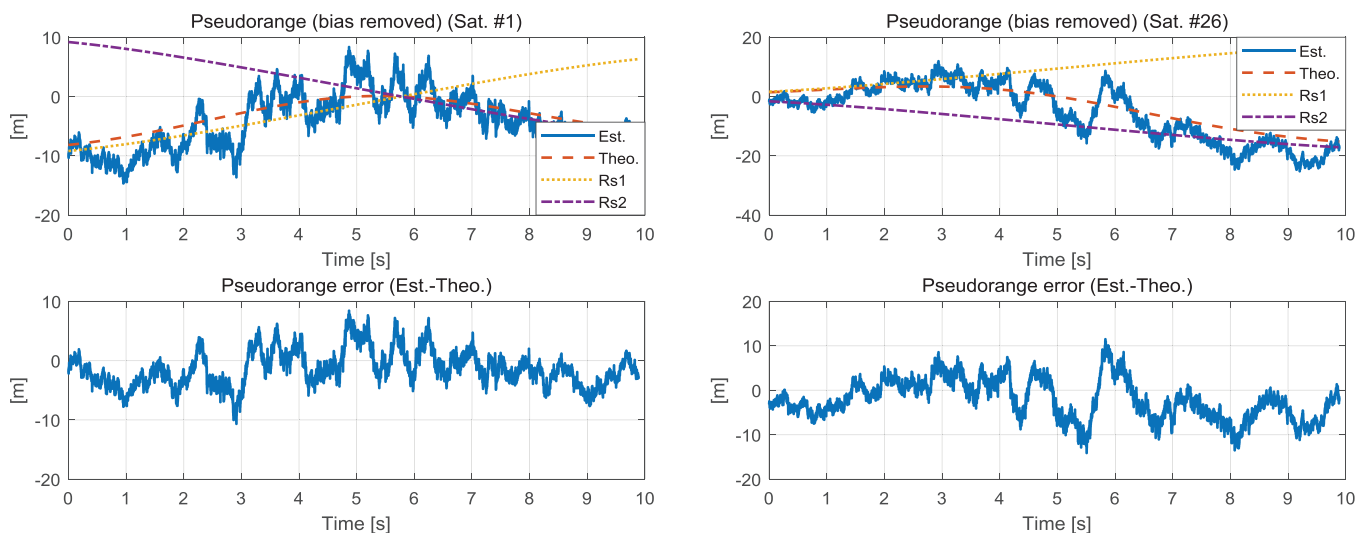 Pseudorange (bias removed) (Sat. #1)
10
0
-10
-20
[m]
Est.
Theo.
Rs1
Rs2
0 1 2 3 4 5 6 7 8 9 10
Time [s]
Pseudorange (bias removed) (Sat. #26)
20
0
-20
-40
[m]
Est.
Theo.
Rs1
Rs2
0 1 2 3 4 5 6 7 8 9 10
Time [s]
Pseudorange error (Est.-Theo.)
10
0
-10
-20
[m]
0 1 2 3 4 5 6 7 8 9 10
Time [s]
Pseudorange error (Est.-Theo.)
20
10
0
-10
-20
[m]
0 1 2 3 4 5 6 7 8 9 10
Time [s]